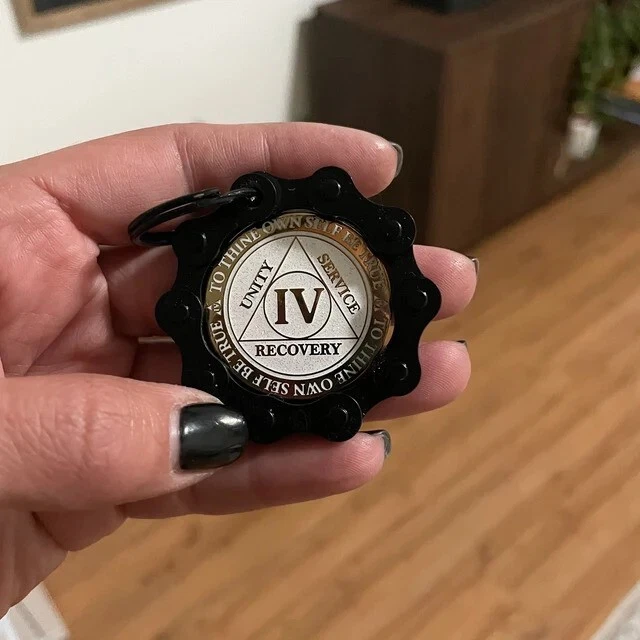 TO THINE OWN SELF BE TRUE
TO THINE OWN SELF BE TRUE
UNITY
SERVICE
IV
RECOVERY